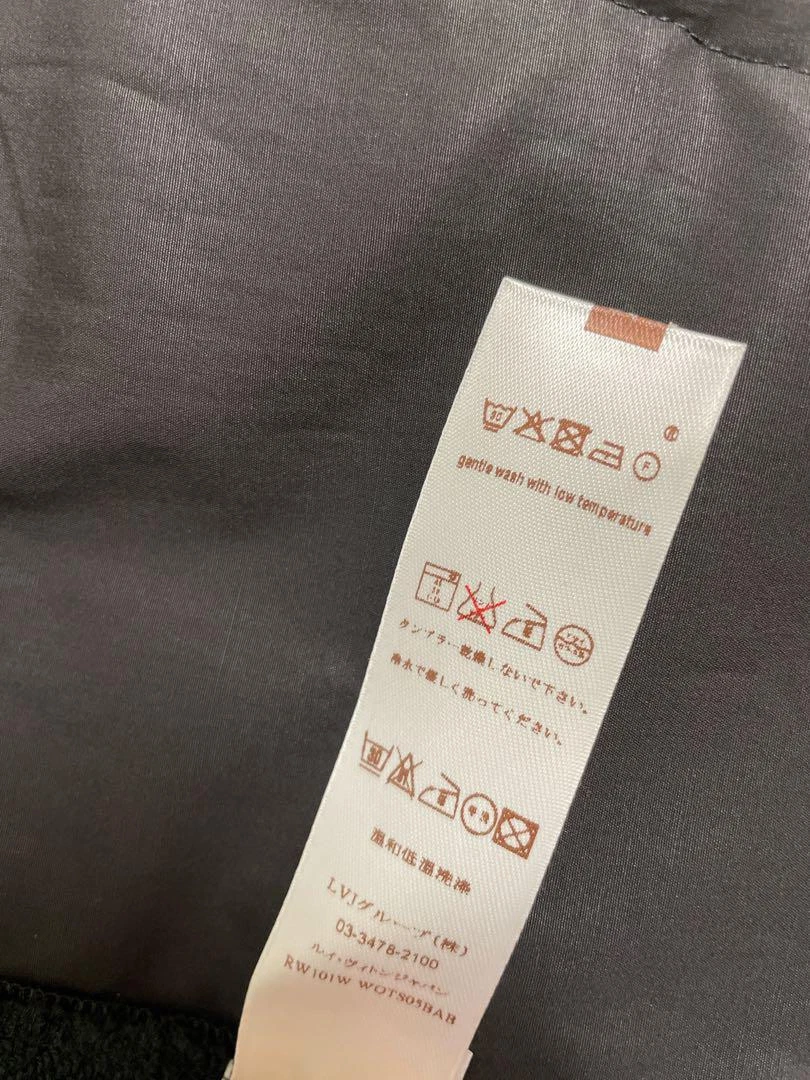 30
F
gentle wash with low temperature
タンブラー乾燥しないで下さい。
冷水で優しく洗ってください。
30
温和低温洗涤
LVJグループ(株)
03-3478-2100
ルイ・ヴィトンジャパン
RW101W WOTS05BAB